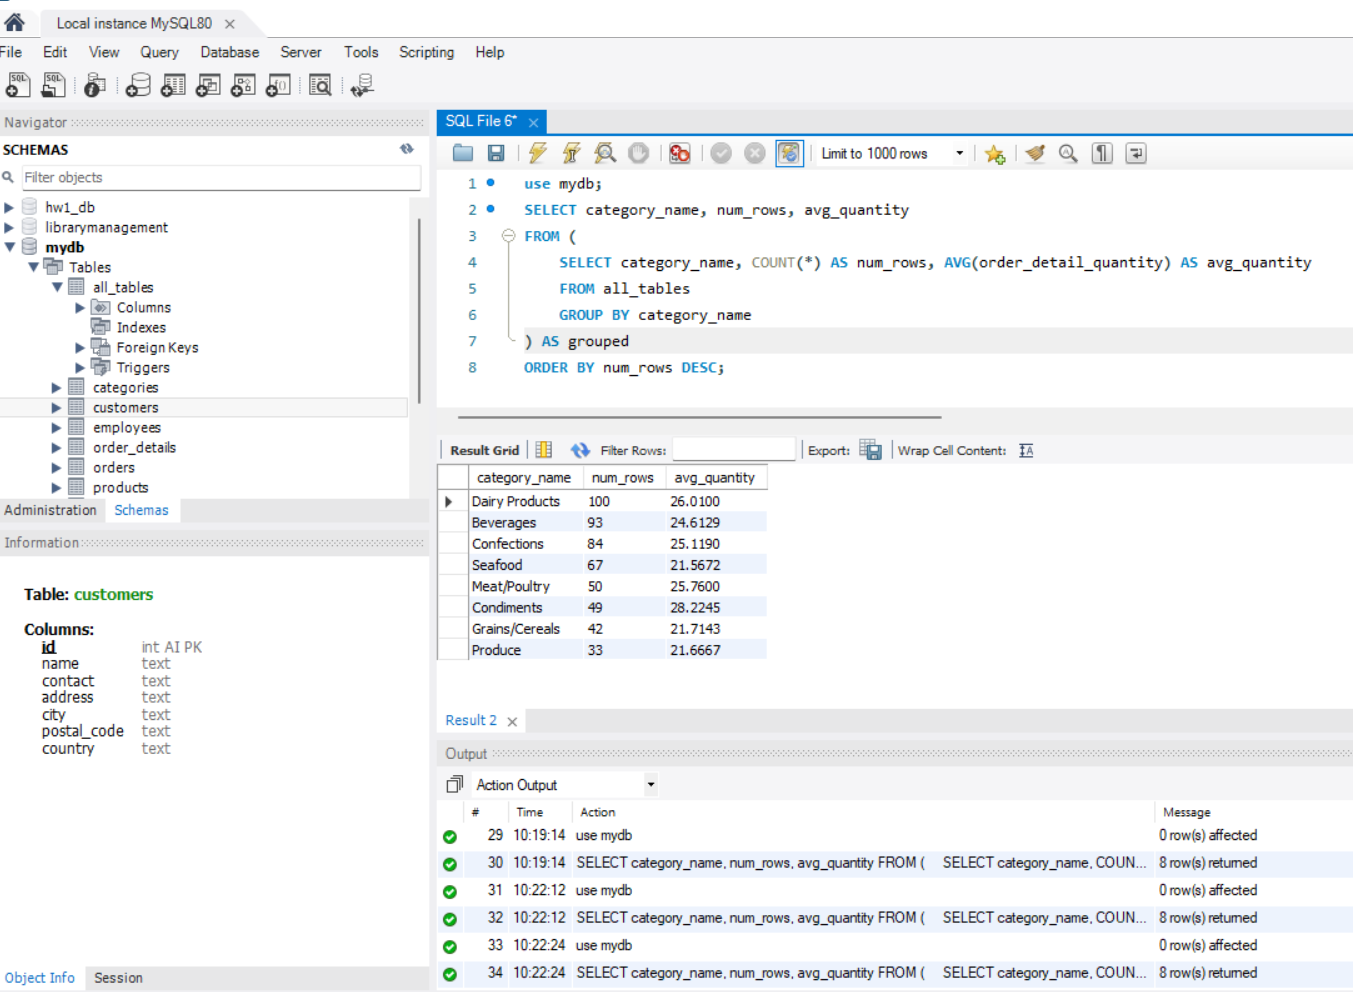 Local instance MySQL80 ×
File Edit View Query Database Server Tools Scripting Help
Navigator
SCHEMAS
Filter objects
hw1_db
librarymanagement
mydb
Tables
all_tables
Columns
Indexes
Foreign Keys
Triggers
categories
customers
employees
order_details
orders
products
Administration Schemas
Information
Table: customers
Columns:
id int AI PK
name text
contact text
address text
city text
postal_code text
country text
Object Info Session
SQL File 6* ×
Limit to 1000 rows
1 use mydb;
2 SELECT category_name, num_rows, avg_quantity
3 FROM (
4 SELECT category_name, COUNT(*) AS num_rows, AVG(order_detail_quantity) AS avg_quantity
5 FROM all_tables
6 GROUP BY category_name
7 ) AS grouped
8 ORDER BY num_rows DESC;
Result Grid Filter Rows: Export: Wrap Cell Content:
category_name num_rows avg_quantity
Dairy Products 100 26.0100
Beverages 93 24.6129
Confections 84 25.1190
Seafood 67 21.5672
Meat/Poultry 50 25.7600
Condiments 49 28.2245
Grains/Cereals 42 21.7143
Produce 33 21.6667
Result 2 ×
Output
Action Output
# Time Action Message
29 10:19:14 use mydb 0 row(s) affected
30 10:19:14 SELECT category_name, num_rows, avg_quantity FROM ( SELECT category_name, COUN... 8 row(s) returned
31 10:22:12 use mydb 0 row(s) affected
32 10:22:12 SELECT category_name, num_rows, avg_quantity FROM ( SELECT category_name, COUN... 8 row(s) returned
33 10:22:24 use mydb 0 row(s) affected
34 10:22:24 SELECT category_name, num_rows, avg_quantity FROM ( SELECT category_name, COUN... 8 row(s) returned